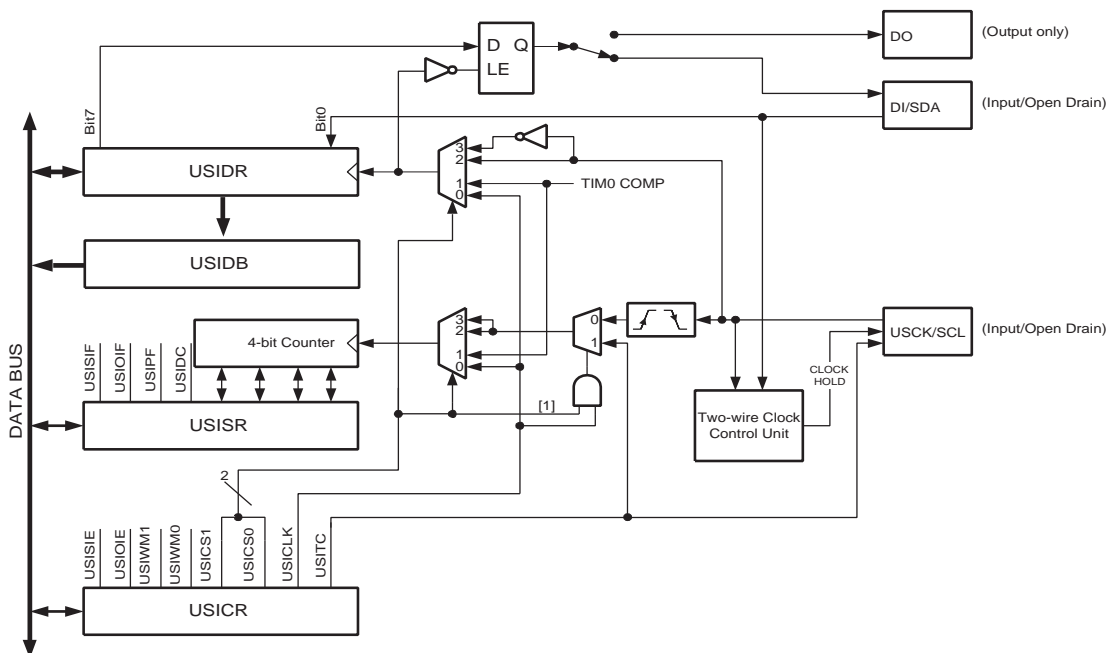 D Q
LE
DO
(Output only)
DI/SDA
(Input/Open Drain)
Bit7
Bit0
USIDR
3
2
1
0
TIM0 COMP
USIDB
DATA BUS
4-bit Counter
3
2
1
0
0
1
USCK/SCL
(Input/Open Drain)
CLOCK
HOLD
USISIF
USIOIF
USIPF
USIDC
[1]
USISR
Two-wire Clock
Control Unit
2
USISIE
USIOIE
USIWM1
USIWM0
USICS1
USICS0
USICLK
USITC
USICR